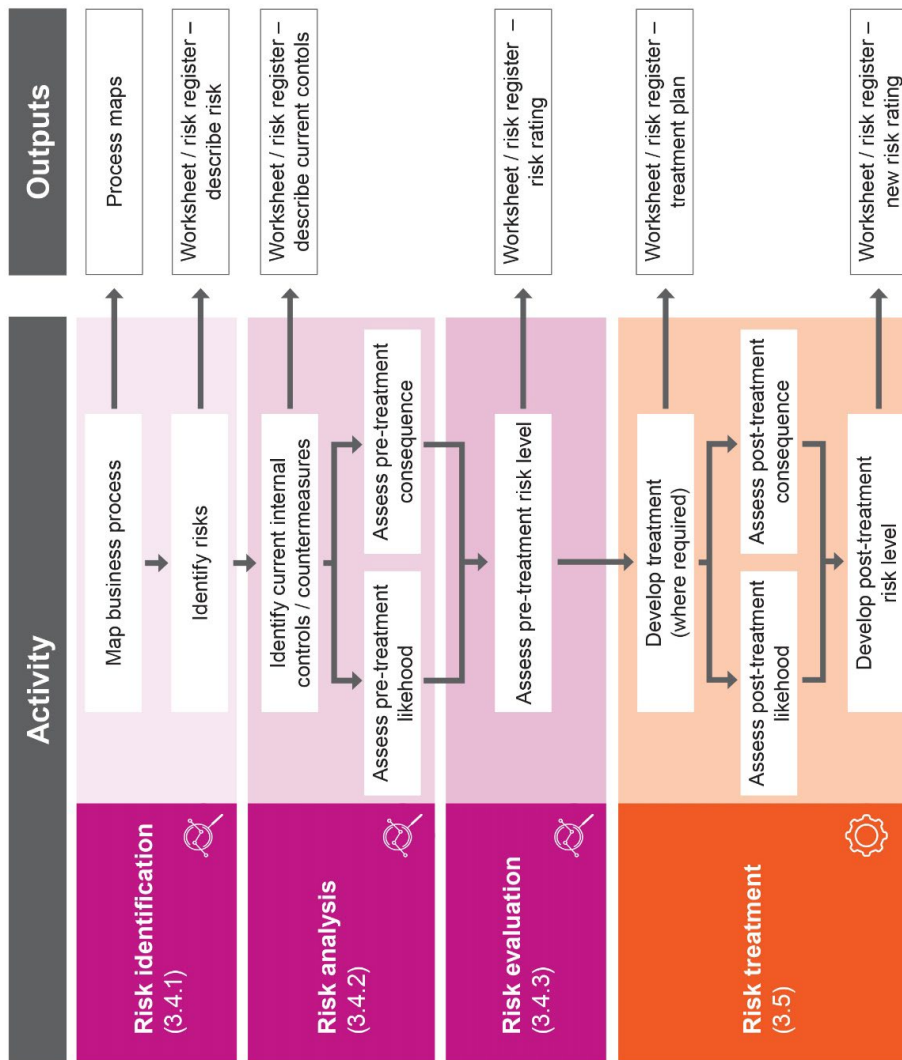 Activity
Outputs
Risk identification
(3.4.1)
Map business process
Process maps
Identify risks
Worksheet / risk register –
describe risk
Risk analysis
(3.4.2)
Identify current internal
controls / countermeasures
Worksheet / risk register –
describe current contols
Assess pre-treatment
likehood
Assess pre-treatment
consequence
Risk evaluation
(3.4.3)
Assess pre-treatment risk level
Worksheet / risk register –
risk rating
Risk treatment
(3.5)
Develop treatment
(where required)
Worksheet / risk register –
treatment plan
Assess post-treatment
likehood
Assess post-treatment
consequence
Develop post-treatment
risk level
Worksheet / risk register –
new risk rating